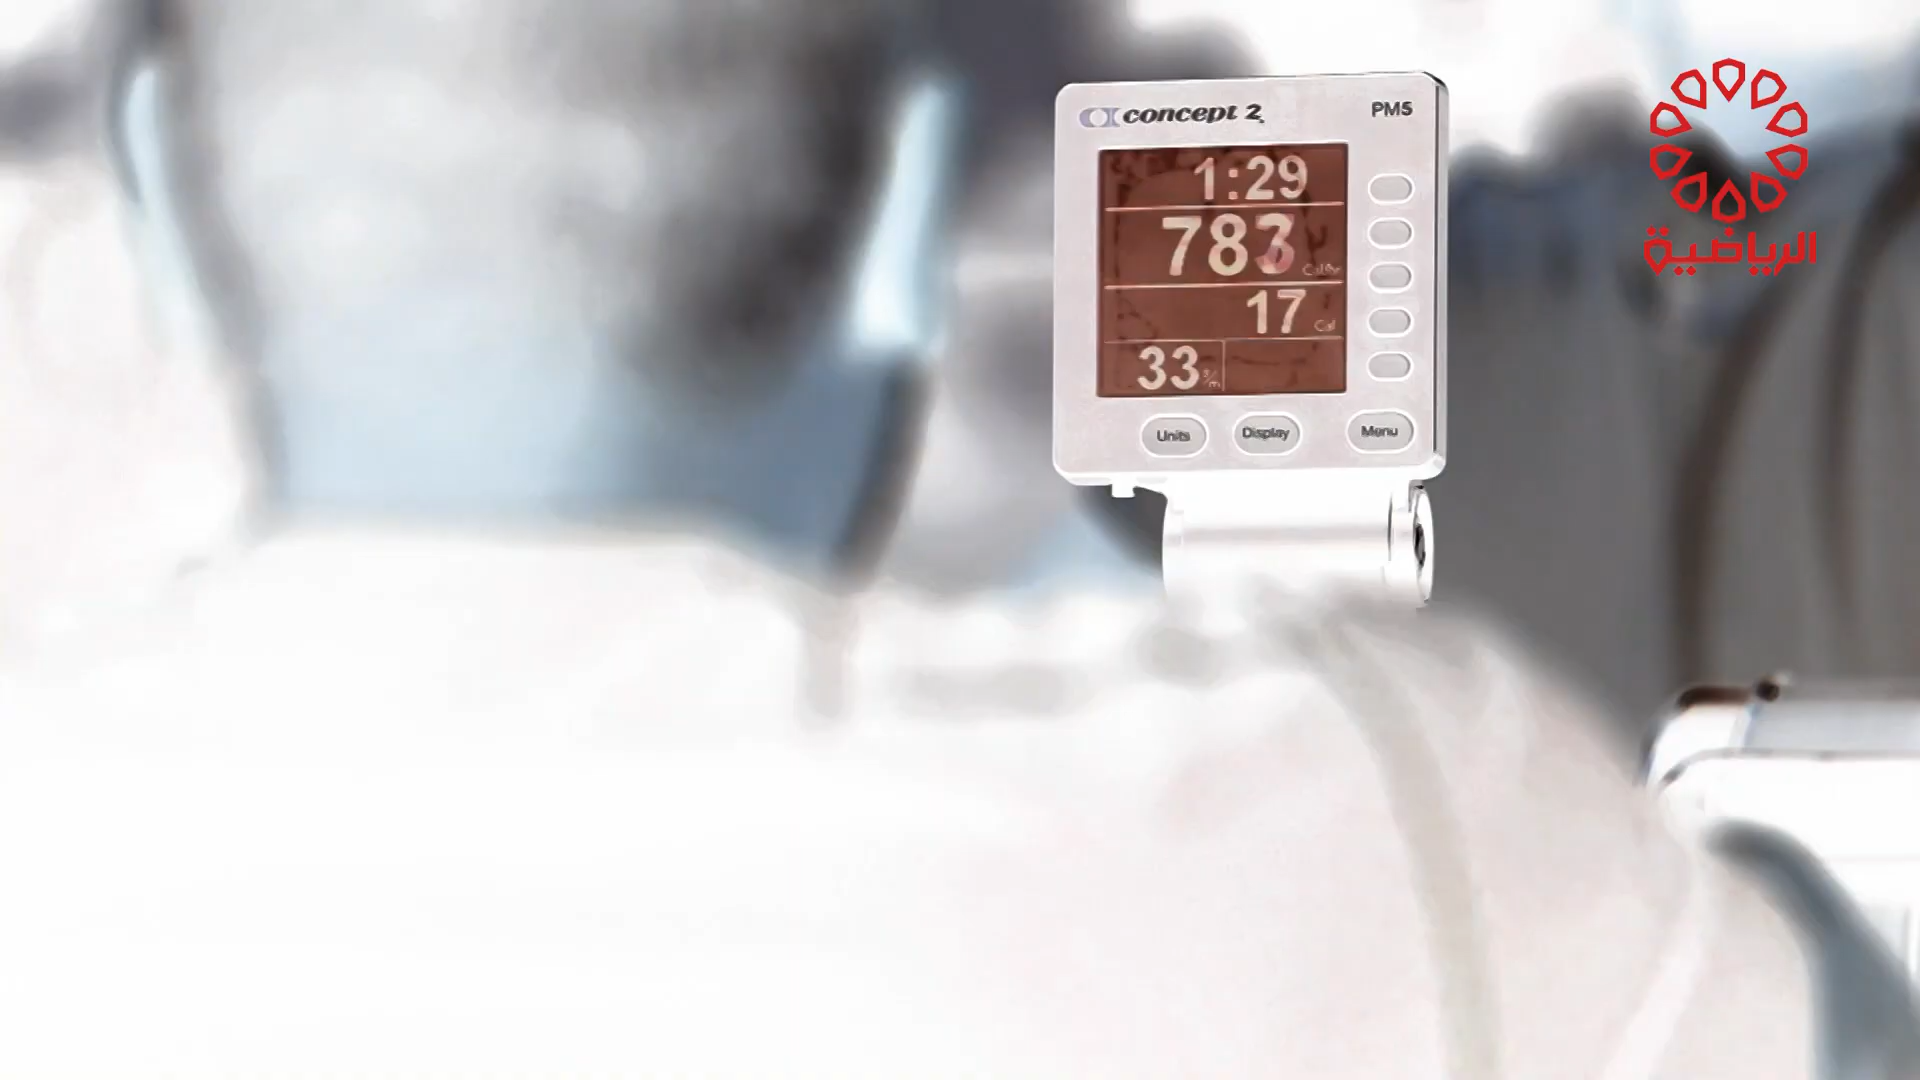 concept 2 PM5
1:29
783 Cal/hr
17 Cal
33 s/m
Units Display Menu
الرياضية